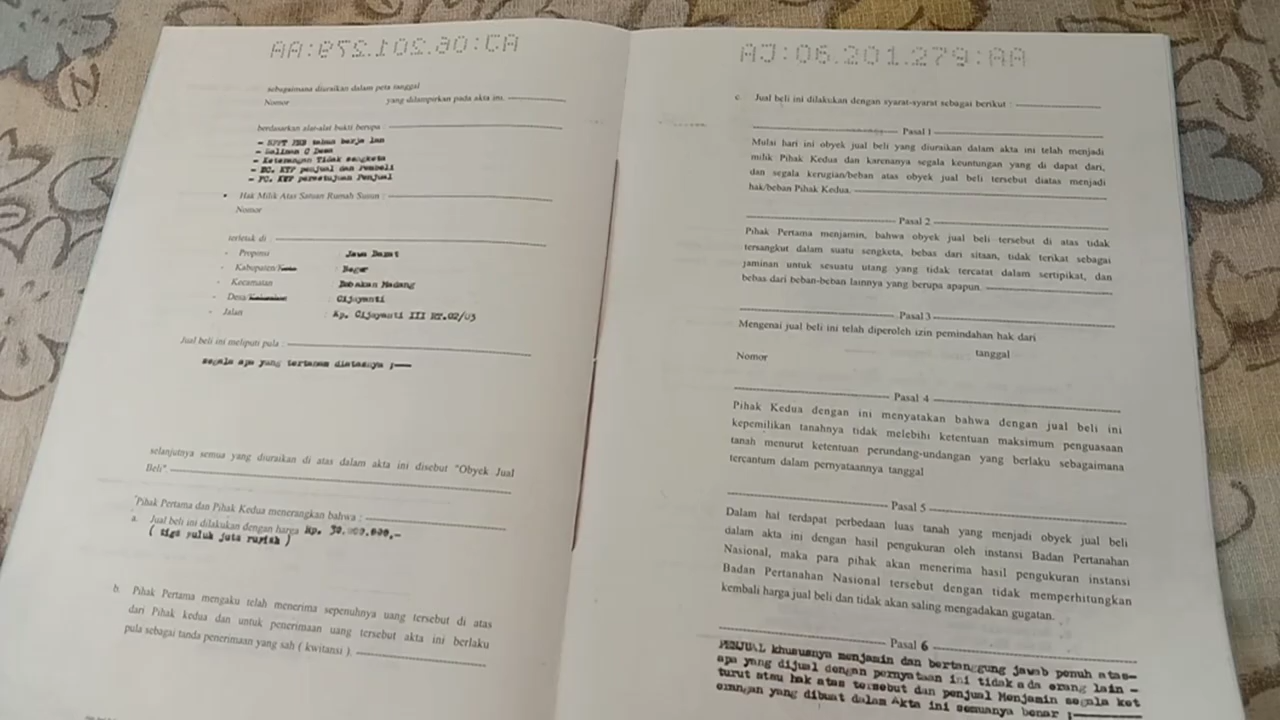 AJ:06.201.279:AA
sebagaimana diuraikan dalam peta tanggal
Nomor yang dilampirkan pada akta ini.
berdasarkan alat-alat bukti berupa :
- SPPT PBB tahun berja lan
- Salinan C Desa
- Keterangan Tidak sengketa
- PC. KTP penjual dan Pembeli
- PC. KTP persetujuan Penjual
• Hak Milik Atas Satuan Rumah Susun :
Nomor
terletak di
- Propinsi : Jawa Barat
- Kabupaten/ : Bogor
- Kecamatan : Babakan Madang
- Desa/ : Cijayanti
- Jalan : Kp. Cijayanti III RT.02/03
Jual beli ini meliputi pula :
segala apa yang tertanam diatasnya ;
selanjutnya semua yang diuraikan di atas dalam akta ini disebut "Obyek Jual
Beli".
Pihak Pertama dan Pihak Kedua menerangkan bahwa :
a. Jual beli ini dilakukan dengan harga Rp. 30.000.000,-
( tiga puluh juta rupiah )
b. Pihak Pertama mengaku telah menerima sepenuhnya uang tersebut di atas
dari Pihak kedua dan untuk penerimaan uang tersebut akta ini berlaku
pula sebagai tanda penerimaan yang sah ( kwitansi ).
AJ:06.201.279:AA
c. Jual beli ini dilakukan dengan syarat-syarat sebagai berikut :
Pasal 1
Mulai hari ini obyek jual beli yang diuraikan dalam akta ini telah menjadi
milik Pihak Kedua dan karenanya segala keuntungan yang di dapat dari,
dan segala kerugian/beban atas obyek jual beli tersebut diatas menjadi
hak/beban Pihak Kedua.
Pasal 2
Pihak Pertama menjamin, bahwa obyek jual beli tersebut di atas tidak
tersangkut dalam suatu sengketa, bebas dari sitaan, tidak terikat sebagai
jaminan untuk sesuatu utang yang tidak tercatat dalam sertipikat, dan
bebas dari beban-beban lainnya yang berupa apapun.
Pasal 3
Mengenai jual beli ini telah diperoleh izin pemindahan hak dari
Nomor tanggal
Pasal 4
Pihak Kedua dengan ini menyatakan bahwa dengan jual beli ini
kepemilikan tanahnya tidak melebihi ketentuan maksimum penguasaan
tanah menurut ketentuan perundang-undangan yang berlaku sebagaimana
tercantum dalam pernyataannya tanggal
Pasal 5
Dalam hal terdapat perbedaan luas tanah yang menjadi obyek jual beli
dalam akta ini dengan hasil pengukuran oleh instansi Badan Pertanahan
Nasional, maka para pihak akan menerima hasil pengukuran instansi
Badan Pertanahan Nasional tersebut dengan tidak memperhitungkan
kembali harga jual beli dan tidak akan saling mengadakan gugatan.
Pasal 6
PENJUAL khususnya menjamin dan bertanggung jawab penuh atas-
apa yang dijual dengan pernyataan ini tidak ada orang lain -
turut atau hak atas tersebut dan penjual Menjamin segala ket
erangan yang dibuat dalam Akta ini semuanya benar ;